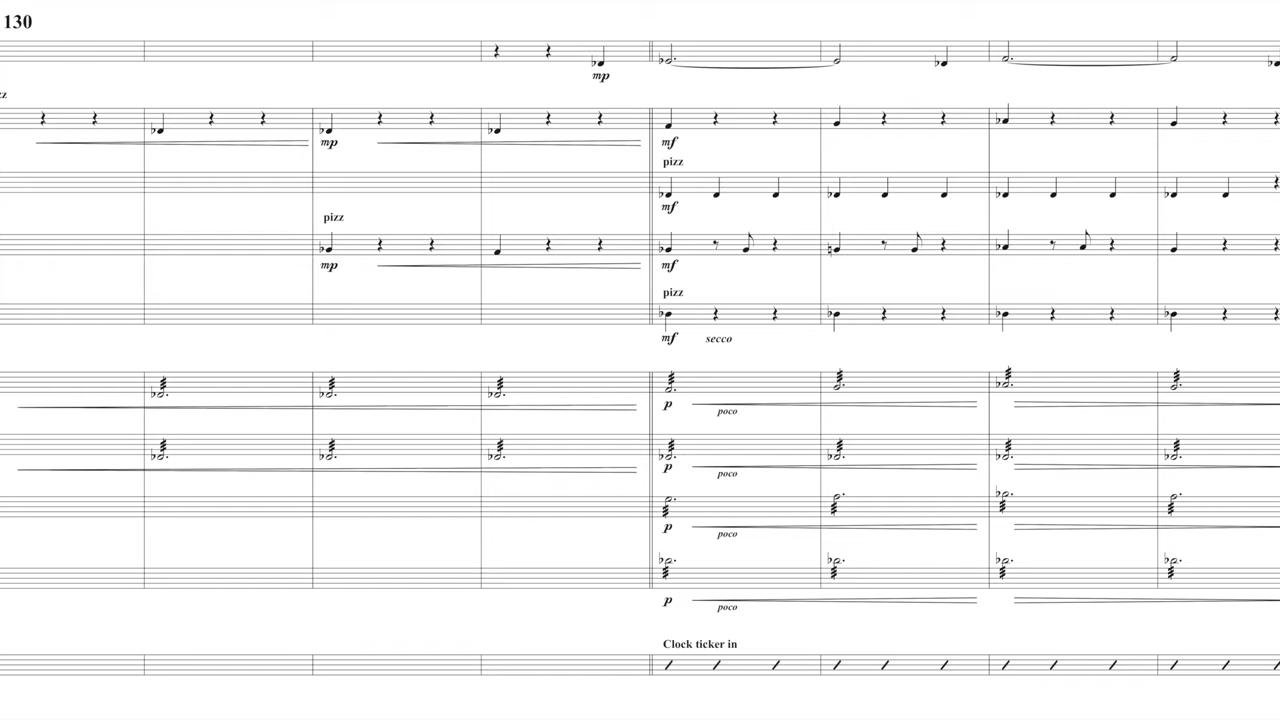 130
mp
zz
mp
mf
pizz
mf
pizz
mp
mf
pizz
mf secco
p poco
p poco
p poco
p poco
Clock ticker in